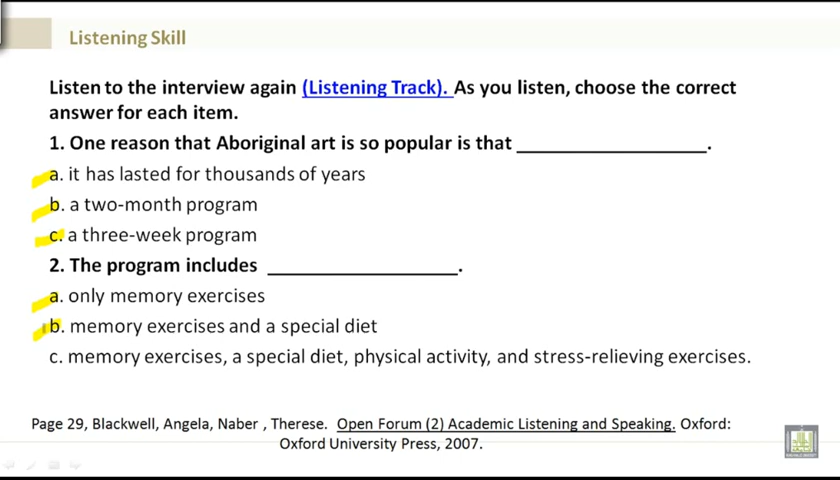 Listening Skill
Listen to the interview again (Listening Track). As you listen, choose the correct
answer for each item.
1. One reason that Aboriginal art is so popular is that ____________________.
a. it has lasted for thousands of years
b. a two-month program
c. a three-week program
2. The program includes ____________________.
a. only memory exercises
b. memory exercises and a special diet
c. memory exercises, a special diet, physical activity, and stress-relieving exercises.
Page 29, Blackwell, Angela, Naber , Therese. Open Forum (2) Academic Listening and Speaking. Oxford:
Oxford University Press, 2007.